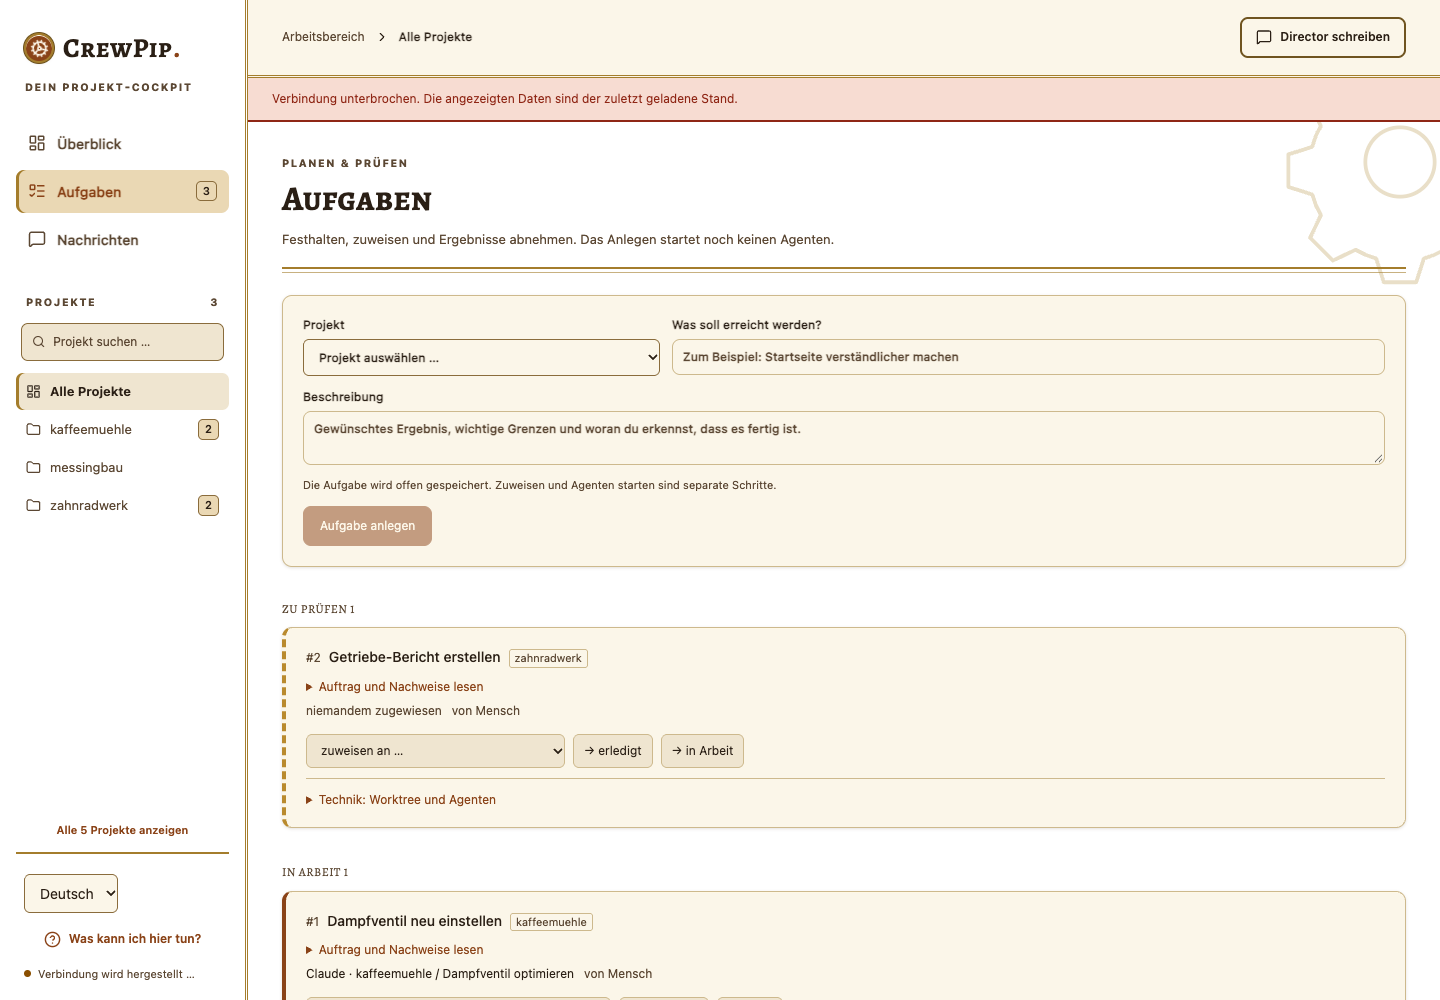 CrewPip.
DEIN PROJEKT-COCKPIT
Überblick
Aufgaben 3
Nachrichten
PROJEKTE 3
Projekt suchen ...
Alle Projekte
kaffeemuehle 2
messingbau
zahnradwerk 2
Alle 5 Projekte anzeigen
Deutsch
Was kann ich hier tun?
Verbindung wird hergestellt ...
Arbeitsbereich > Alle Projekte
Director schreiben
Verbindung unterbrochen. Die angezeigten Daten sind der zuletzt geladene Stand.
PLANEN & PRÜFEN
Aufgaben
Festhalten, zuweisen und Ergebnisse abnehmen. Das Anlegen startet noch keinen Agenten.
Projekt
Projekt auswählen ...
Was soll erreicht werden?
Zum Beispiel: Startseite verständlicher machen
Beschreibung
Gewünschtes Ergebnis, wichtige Grenzen und woran du erkennst, dass es fertig ist.
Die Aufgabe wird offen gespeichert. Zuweisen und Agenten starten sind separate Schritte.
Aufgabe anlegen
ZU PRÜFEN 1
#2 Getriebe-Bericht erstellen zahnradwerk
Auftrag und Nachweise lesen
niemandem zugewiesen von Mensch
zuweisen an ... → erledigt → in Arbeit
Technik: Worktree und Agenten
IN ARBEIT 1
#1 Dampfventil neu einstellen kaffeemuehle
Auftrag und Nachweise lesen
Claude · kaffeemuehle / Dampfventil optimieren von Mensch